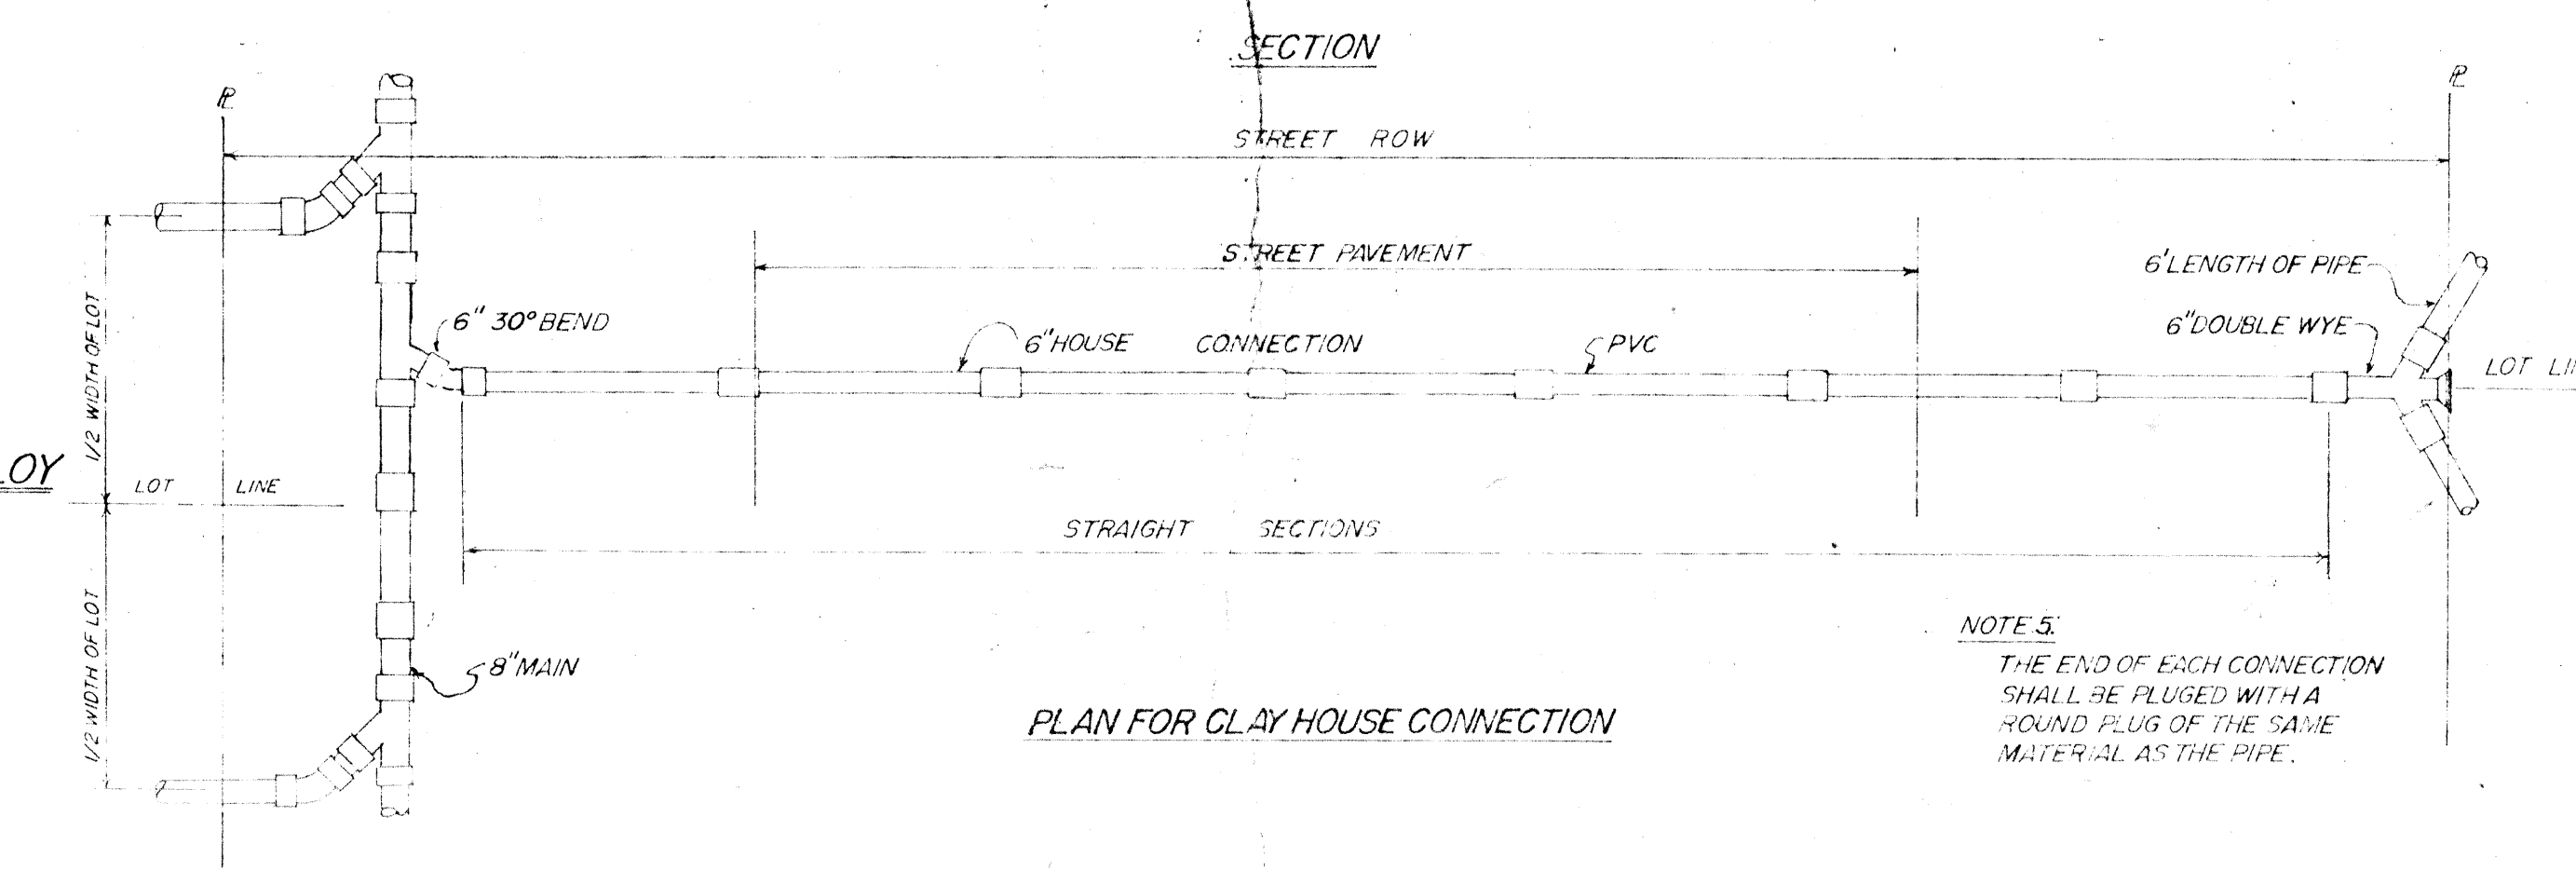 SECTION
℞
℞
STREET ROW
STREET PAVEMENT
6' LENGTH OF PIPE
6" 30° BEND
6" HOUSE CONNECTION
PVC
6" DOUBLE WYE
LOT
1/2 WIDTH OF LOT
OY
LOT LINE
STRAIGHT SECTIONS
1/2 WIDTH OF LOT
8" MAIN
NOTE 5:
THE END OF EACH CONNECTION
SHALL BE PLUGED WITH A
ROUND PLUG OF THE SAME
MATERIAL AS THE PIPE.
PLAN FOR CLAY HOUSE CONNECTION